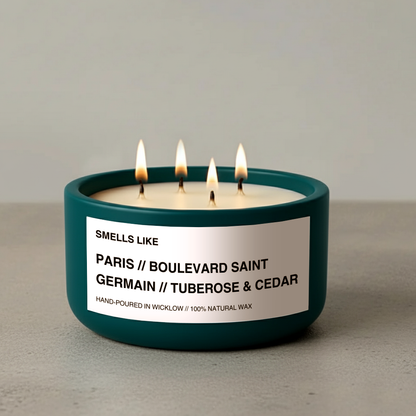 SMELLS LIKE
PARIS // BOULEVARD SAINT
GERMAIN // TUBEROSE & CEDAR
HAND-POURED IN WICKLOW // 100% NATURAL WAX